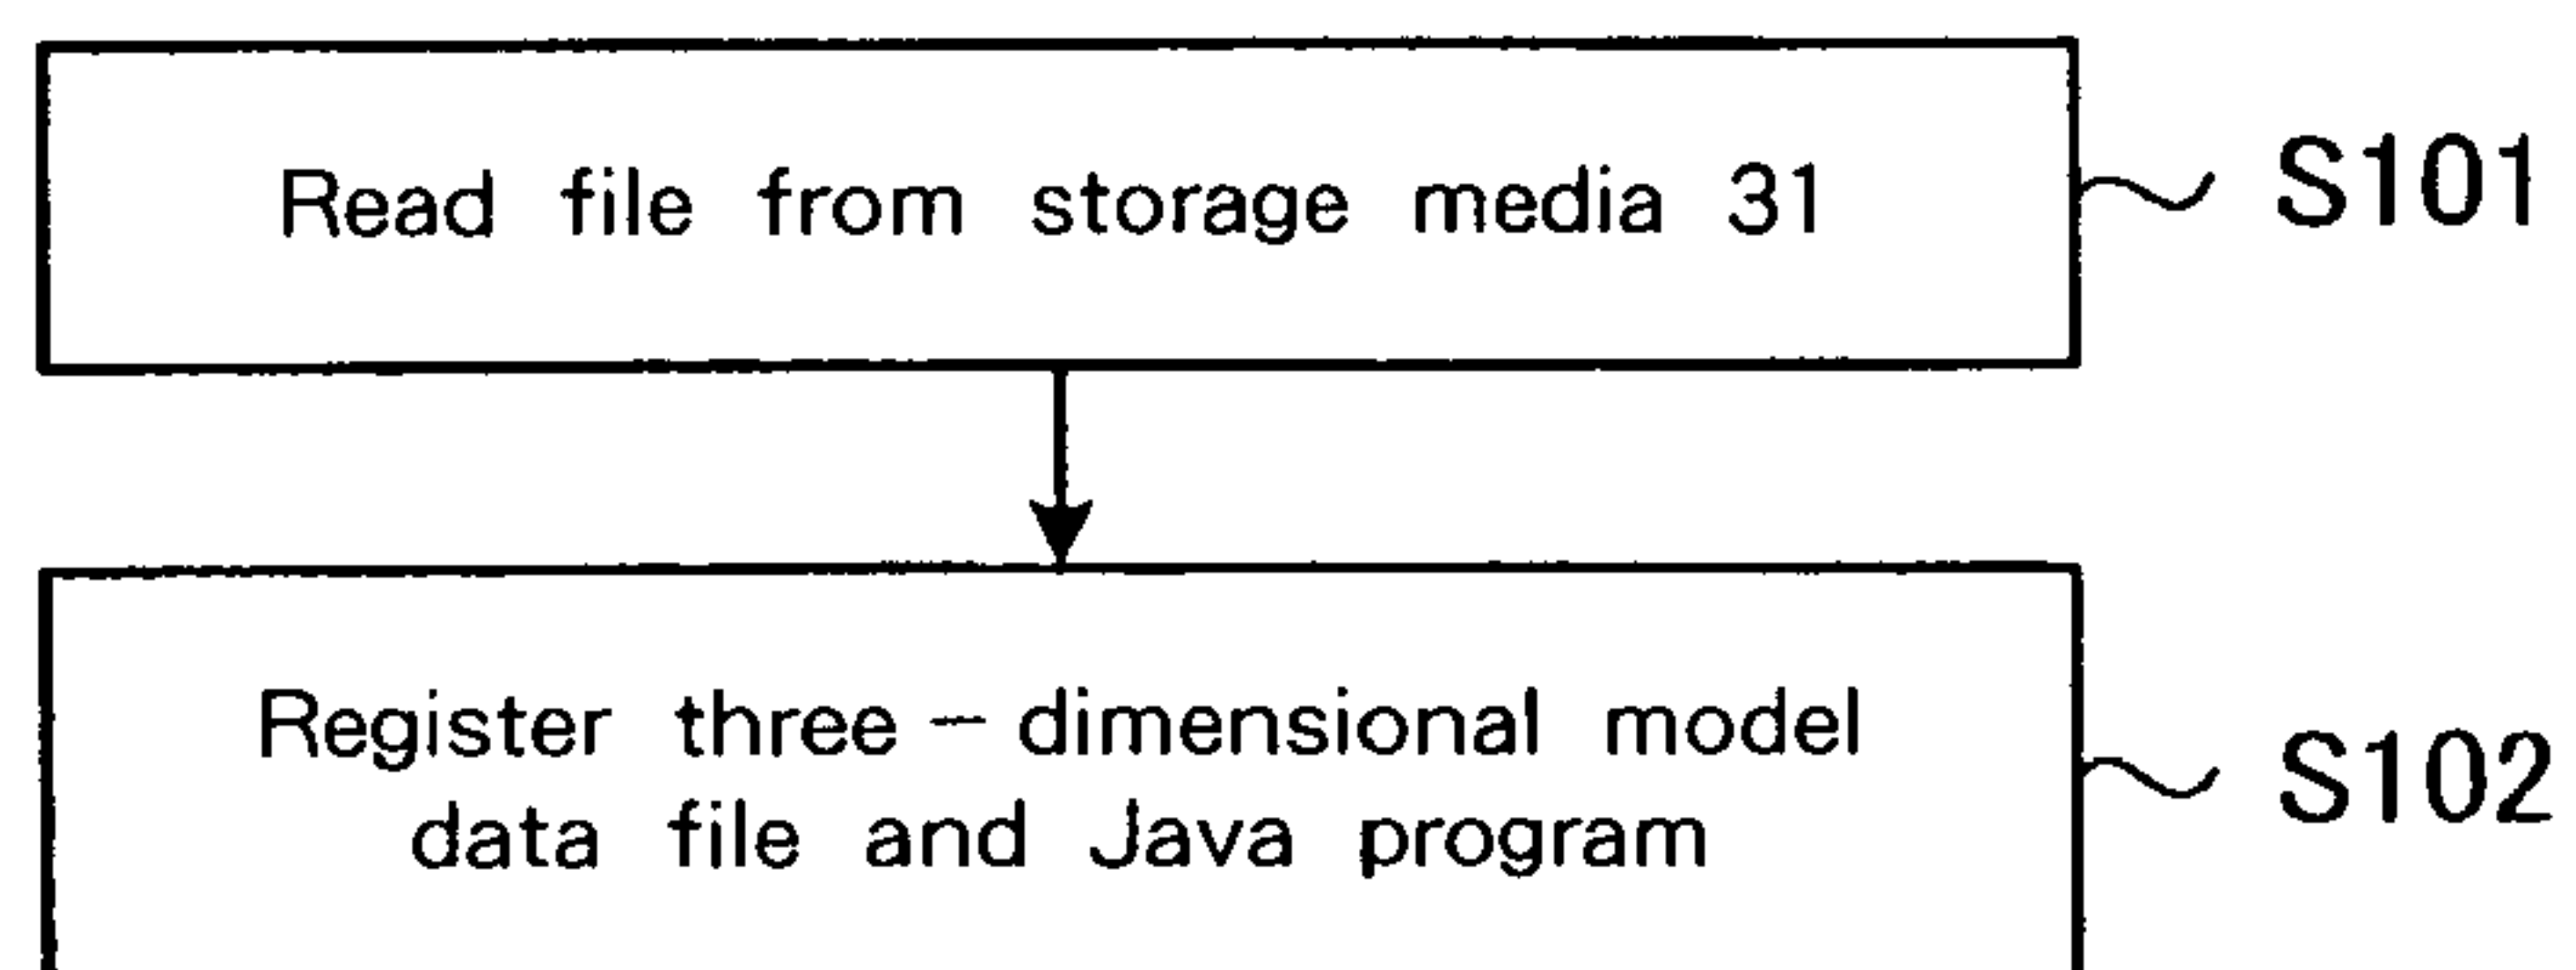 Read file from storage media 31
S101
Register three-dimensional model
data file and Java program
S102